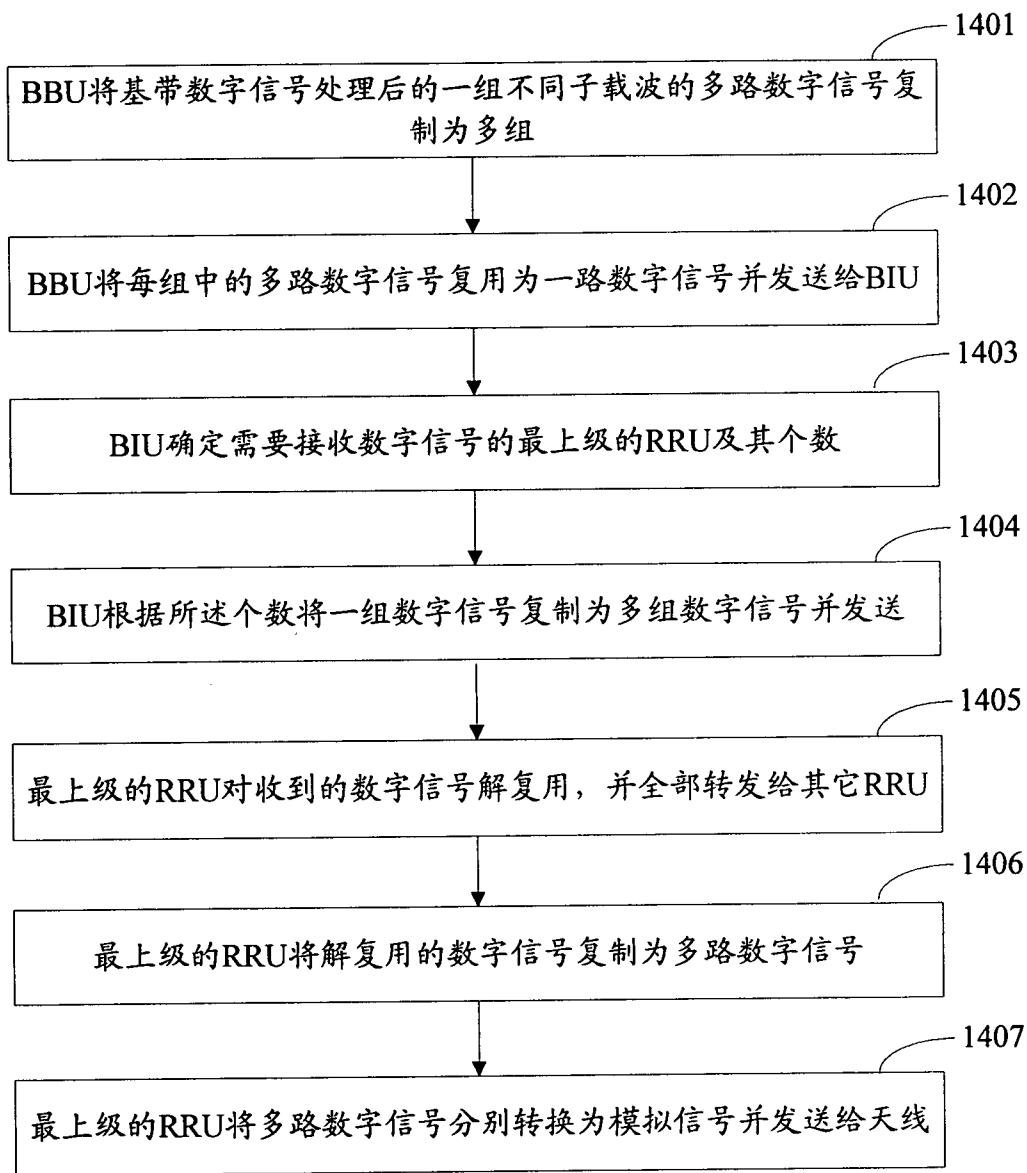 1401
BBU将基带数字信号处理后的一组不同子载波的多路数字信号复
制为多组
1402
BBU将每组中的多路数字信号复用为一路数字信号并发送给BIU
1403
BIU确定需要接收数字信号的最上级的RRU及其个数
1404
BIU根据所述个数将一组数字信号复制为多组数字信号并发送
1405
最上级的RRU对收到的数字信号解复用，并全部转发给其它RRU
1406
最上级的RRU将解复用的数字信号复制为多路数字信号
1407
最上级的RRU将多路数字信号分别转换为模拟信号并发送给天线